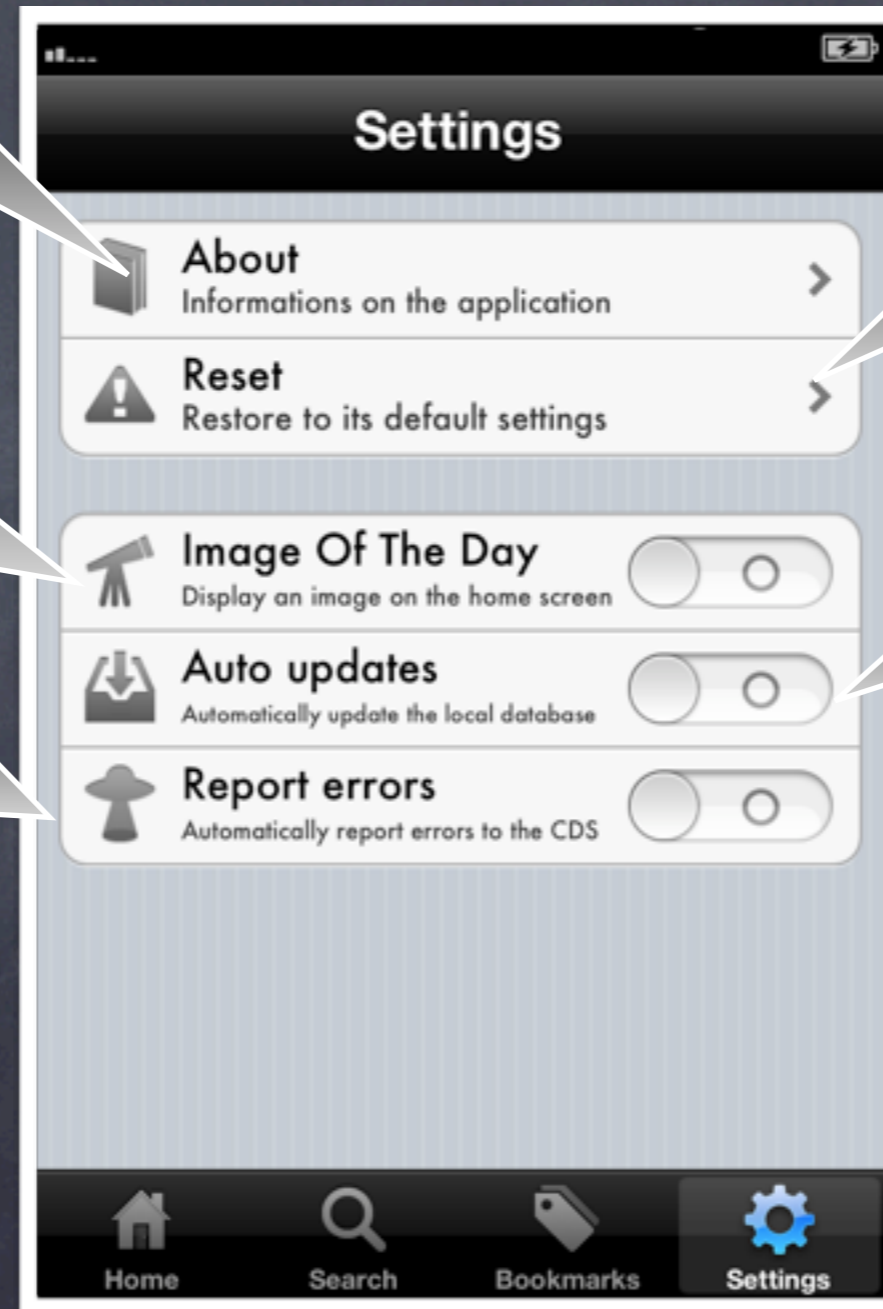 Settings
About
Informations on the application
Reset
Restore to its default settings
Image Of The Day
Display an image on the home screen
Auto updates
Automatically update the local database
Report errors
Automatically report errors to the CDS
Home Search Bookmarks Settings